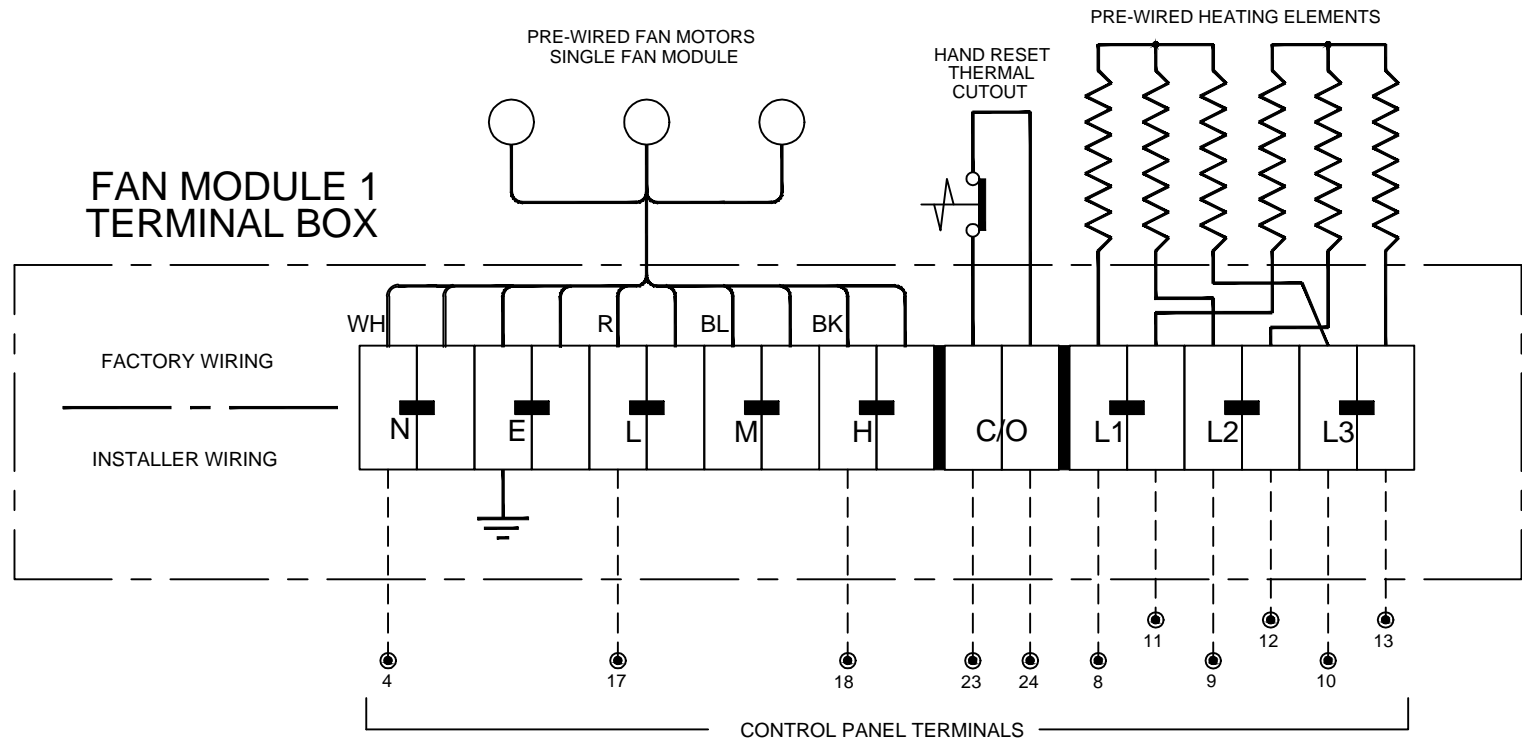 PRE-WIRED HEATING ELEMENTS
PRE-WIRED FAN MOTORS
SINGLE FAN MODULE
HAND RESET
THERMAL
CUTOUT
FAN MODULE 1
TERMINAL BOX
WH R BL BK
FACTORY WIRING
N E L M H C/O L1 L2 L3
INSTALLER WIRING
11 12 13
4 17 18 23 24 8 9 10
CONTROL PANEL TERMINALS